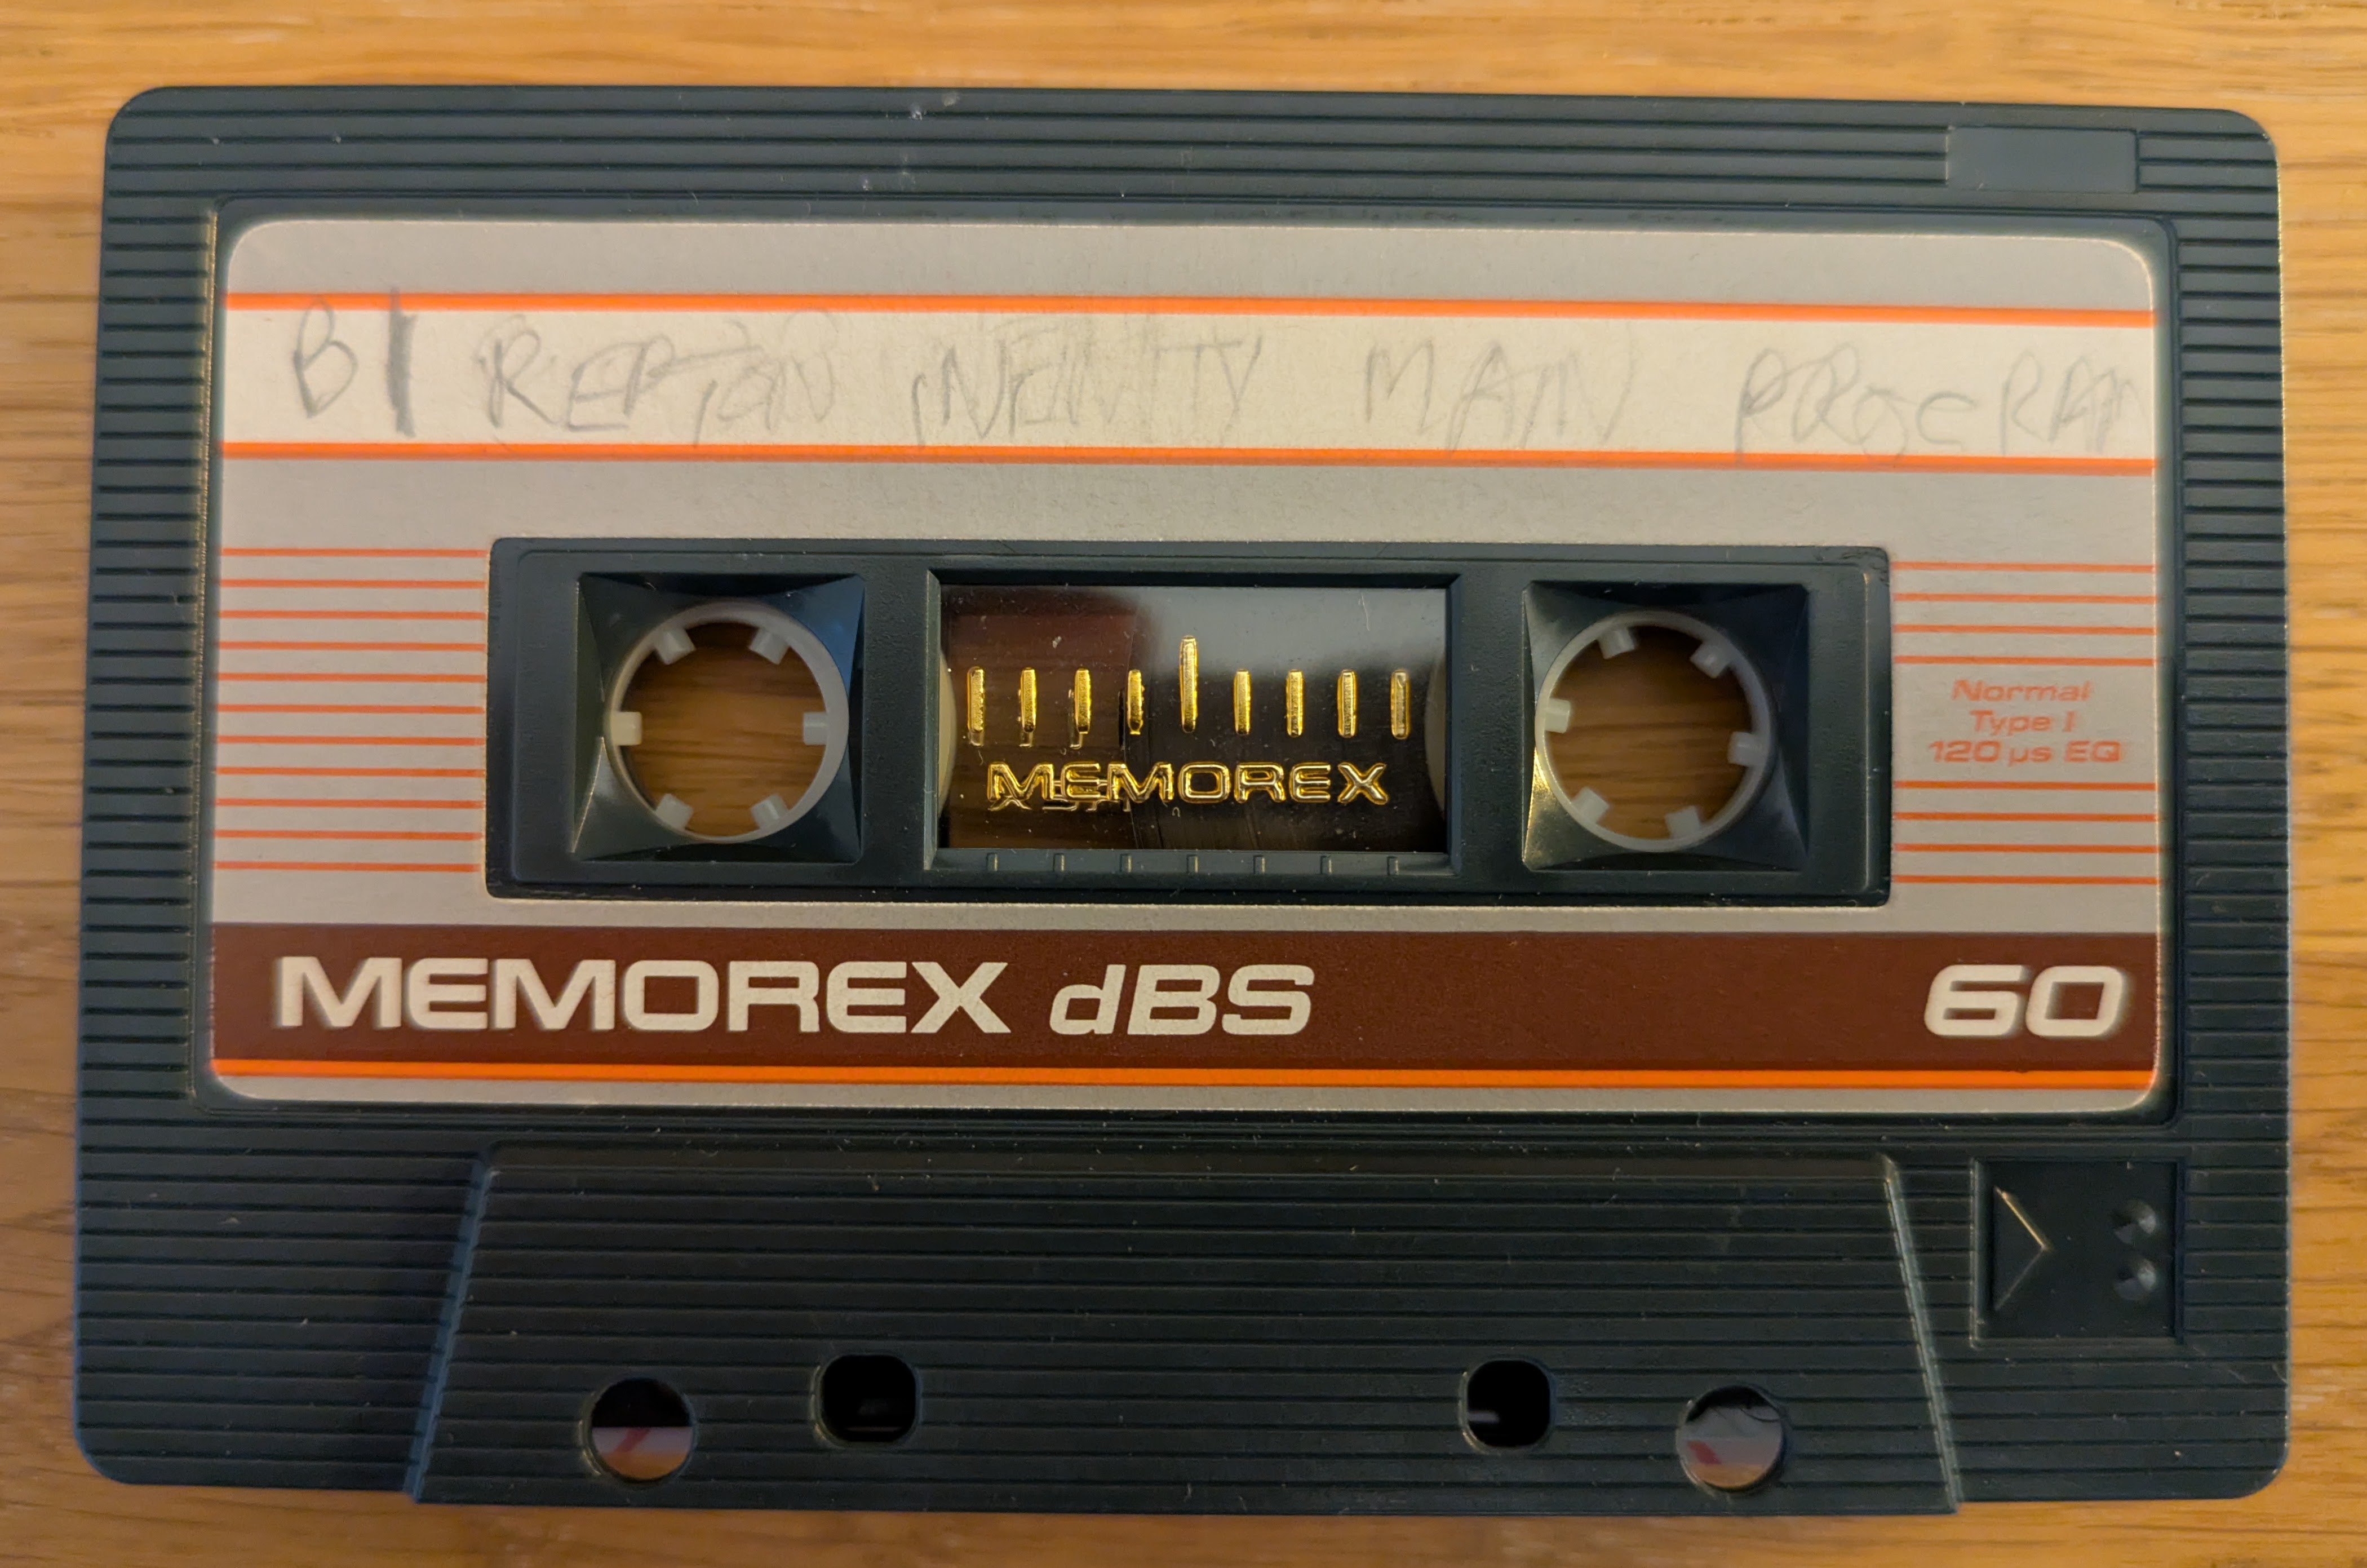 B1 REPTON INFINITY MAIN PROGRAM
Normal
Type I
120 µs EQ
MEMOREX
MEMOREX dBS 60